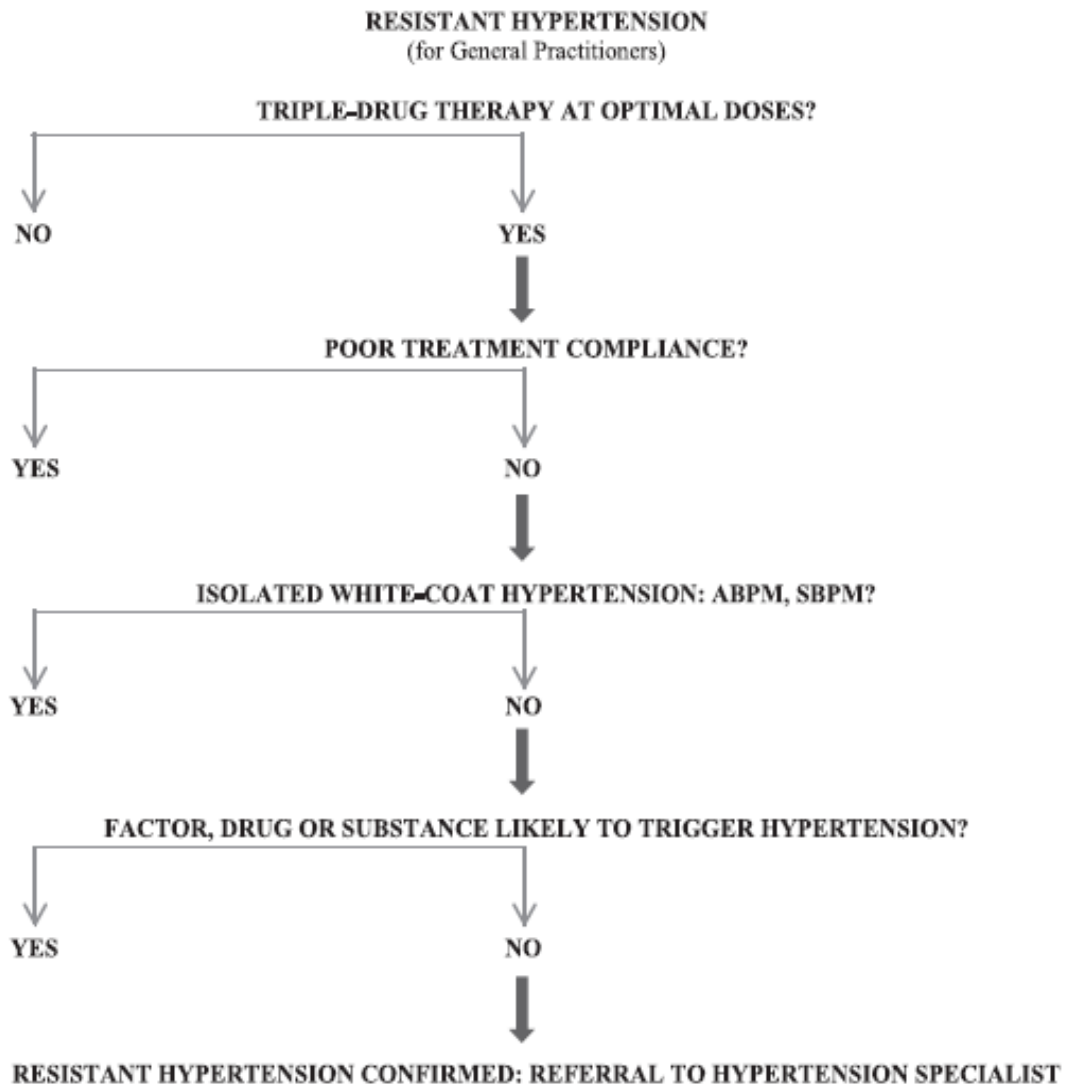 RESISTANT HYPERTENSION
(for General Practitioners)
TRIPLE-DRUG THERAPY AT OPTIMAL DOSES?
NO YES
POOR TREATMENT COMPLIANCE?
YES NO
ISOLATED WHITE-COAT HYPERTENSION: ABPM, SBPM?
YES NO
FACTOR, DRUG OR SUBSTANCE LIKELY TO TRIGGER HYPERTENSION?
YES NO
RESISTANT HYPERTENSION CONFIRMED: REFERRAL TO HYPERTENSION SPECIALIST